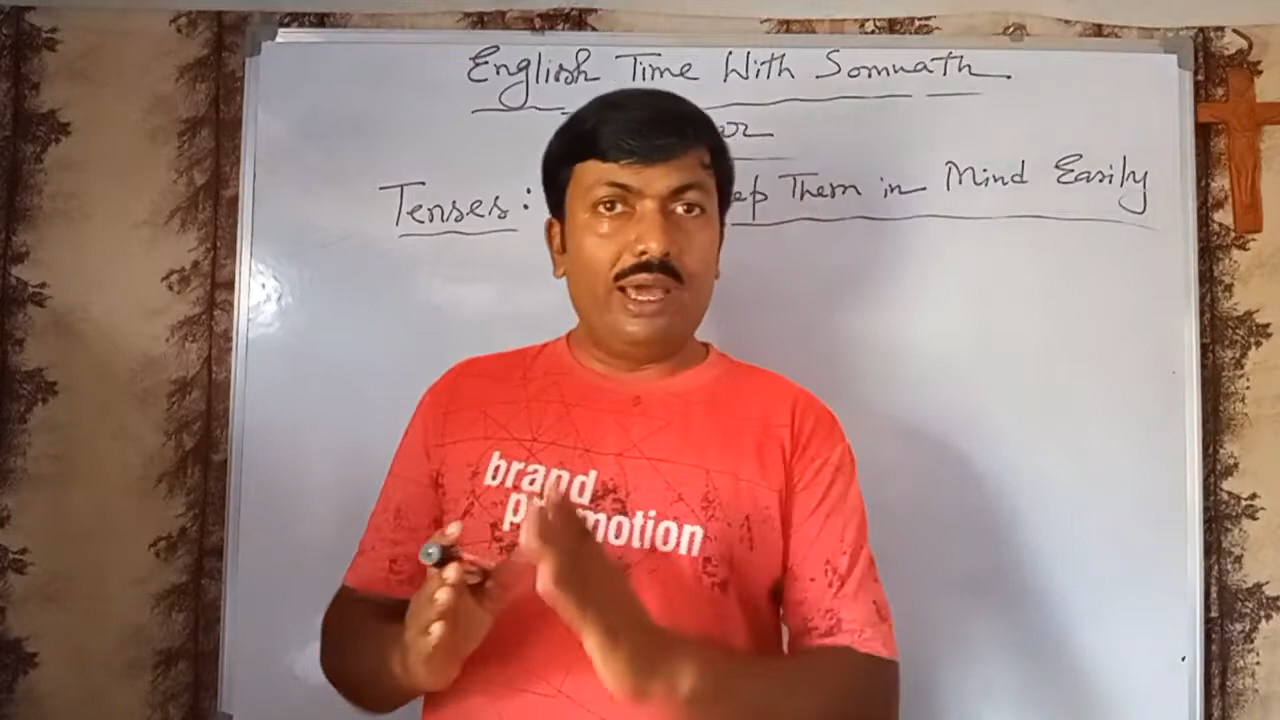 English Time With Somnath
Tenses: Them in Mind Easily
brand
motion